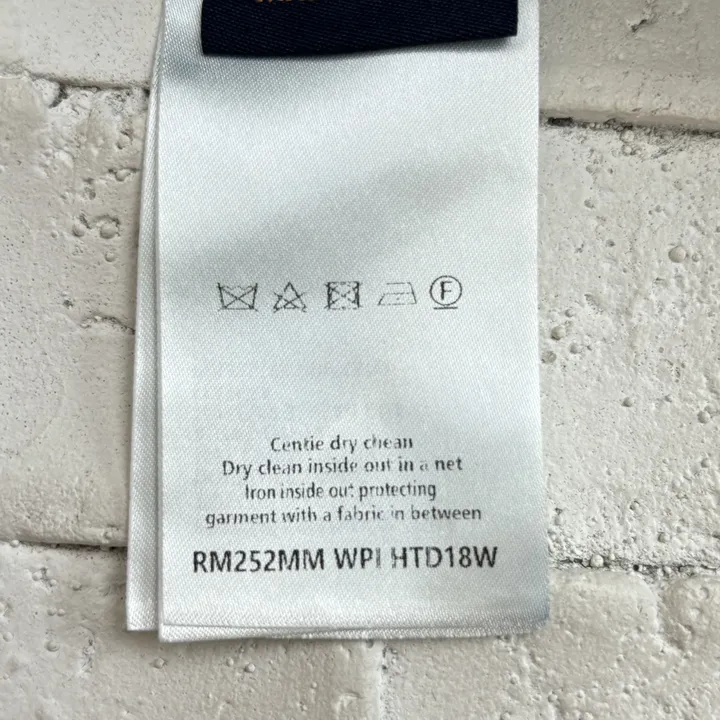 F
Centie dry chean
Dry clean inside out in a net
Iron inside out protecting
garment with a fabric in between
RM252MM WPI HTD18W